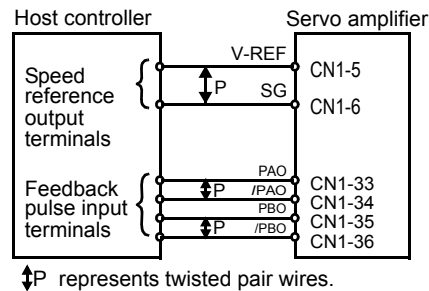 Host controller
Servo amplifier
V-REF
CN1-5
Speed
reference
output
terminals
P
SG
CN1-6
PAO
CN1-33
Feedback
pulse input
terminals
P
/PAO
CN1-34
PBO
CN1-35
P
/PBO
CN1-36
P represents twisted pair wires.